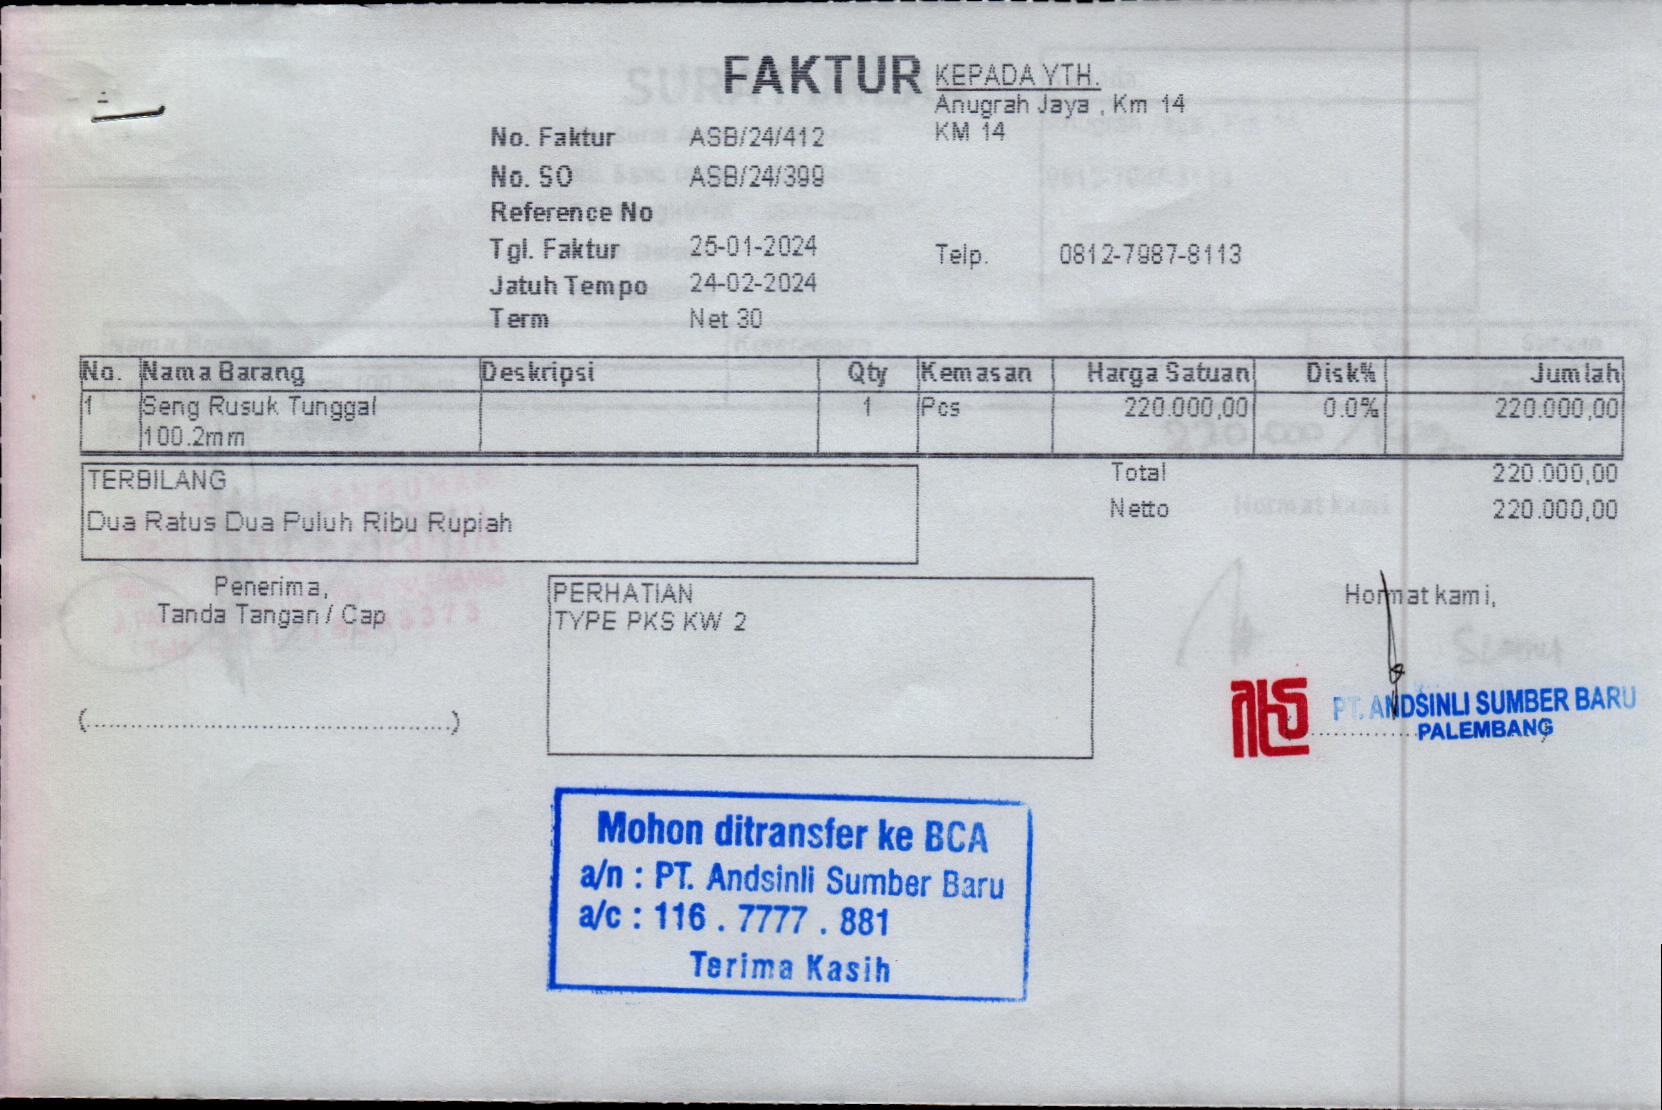 FAKTUR
No. Faktur ASB/24/412
No. SO ASB/24/399
Reference No
Tgl. Faktur 25-01-2024
Jatuh Tempo 24-02-2024
Term Net 30
KEPADA YTH.
Anugrah Jaya , Km 14
KM 14
Telp. 0812-7987-8113
No. Nama Barang Deskripsi Qty Kemasan Harga Satuan Disk% Jumlah
1 Seng Rusuk Tunggal 1 Pcs 220.000,00 0.0% 220.000,00
100.2mm
TERBILANG
Dua Ratus Dua Puluh Ribu Rupiah
Total 220.000,00
Netto 220.000,00
Penerima,
Tanda Tangan / Cap
(..........................................................)
PERHATIAN
TYPE PKS KW 2
Hormat kami,
PT. ANDSINLI SUMBER BARU
PALEMBANG
Mohon ditransfer ke BCA
a/n : PT. Andsinli Sumber Baru
a/c : 116 . 7777 . 881
Terima Kasih